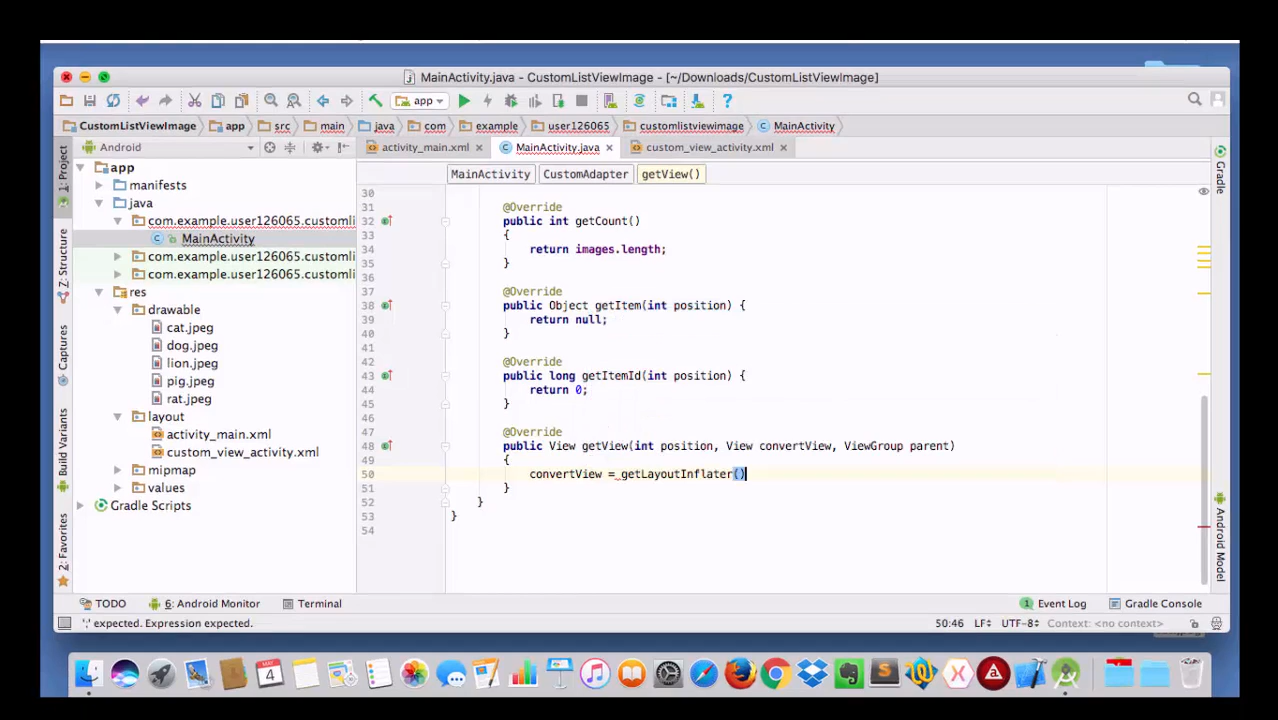 MainActivity.java - CustomListViewImage - [~/Downloads/CustomListViewImage]
app
CustomListViewImage app src main java com example user126065 customlistviewimage MainActivity
Android
activity_main.xml MainActivity.java custom_view_activity.xml
MainActivity CustomAdapter getView()
1: Project
Z: Structure
Captures
Build Variants
2: Favorites
app
manifests
java
com.example.user126065.customli
MainActivity
com.example.user126065.customli
com.example.user126065.customli
res
drawable
cat.jpeg
dog.jpeg
lion.jpeg
pig.jpeg
rat.jpeg
layout
activity_main.xml
custom_view_activity.xml
mipmap
values
Gradle Scripts
30
31 @Override
32 public int getCount()
33 {
34 return images.length;
35 }
36
37 @Override
38 public Object getItem(int position) {
39 return null;
40 }
41
42 @Override
43 public long getItemId(int position) {
44 return 0;
45 }
46
47 @Override
48 public View getView(int position, View convertView, ViewGroup parent)
49 {
50 convertView = getLayoutInflater()
51 }
52 }
53 }
54
Gradle
Android Model
TODO 6: Android Monitor Terminal 1 Event Log Gradle Console
';' expected. Expression expected. 50:46 LF÷ UTF-8÷ Context: <no context>
MAY
4